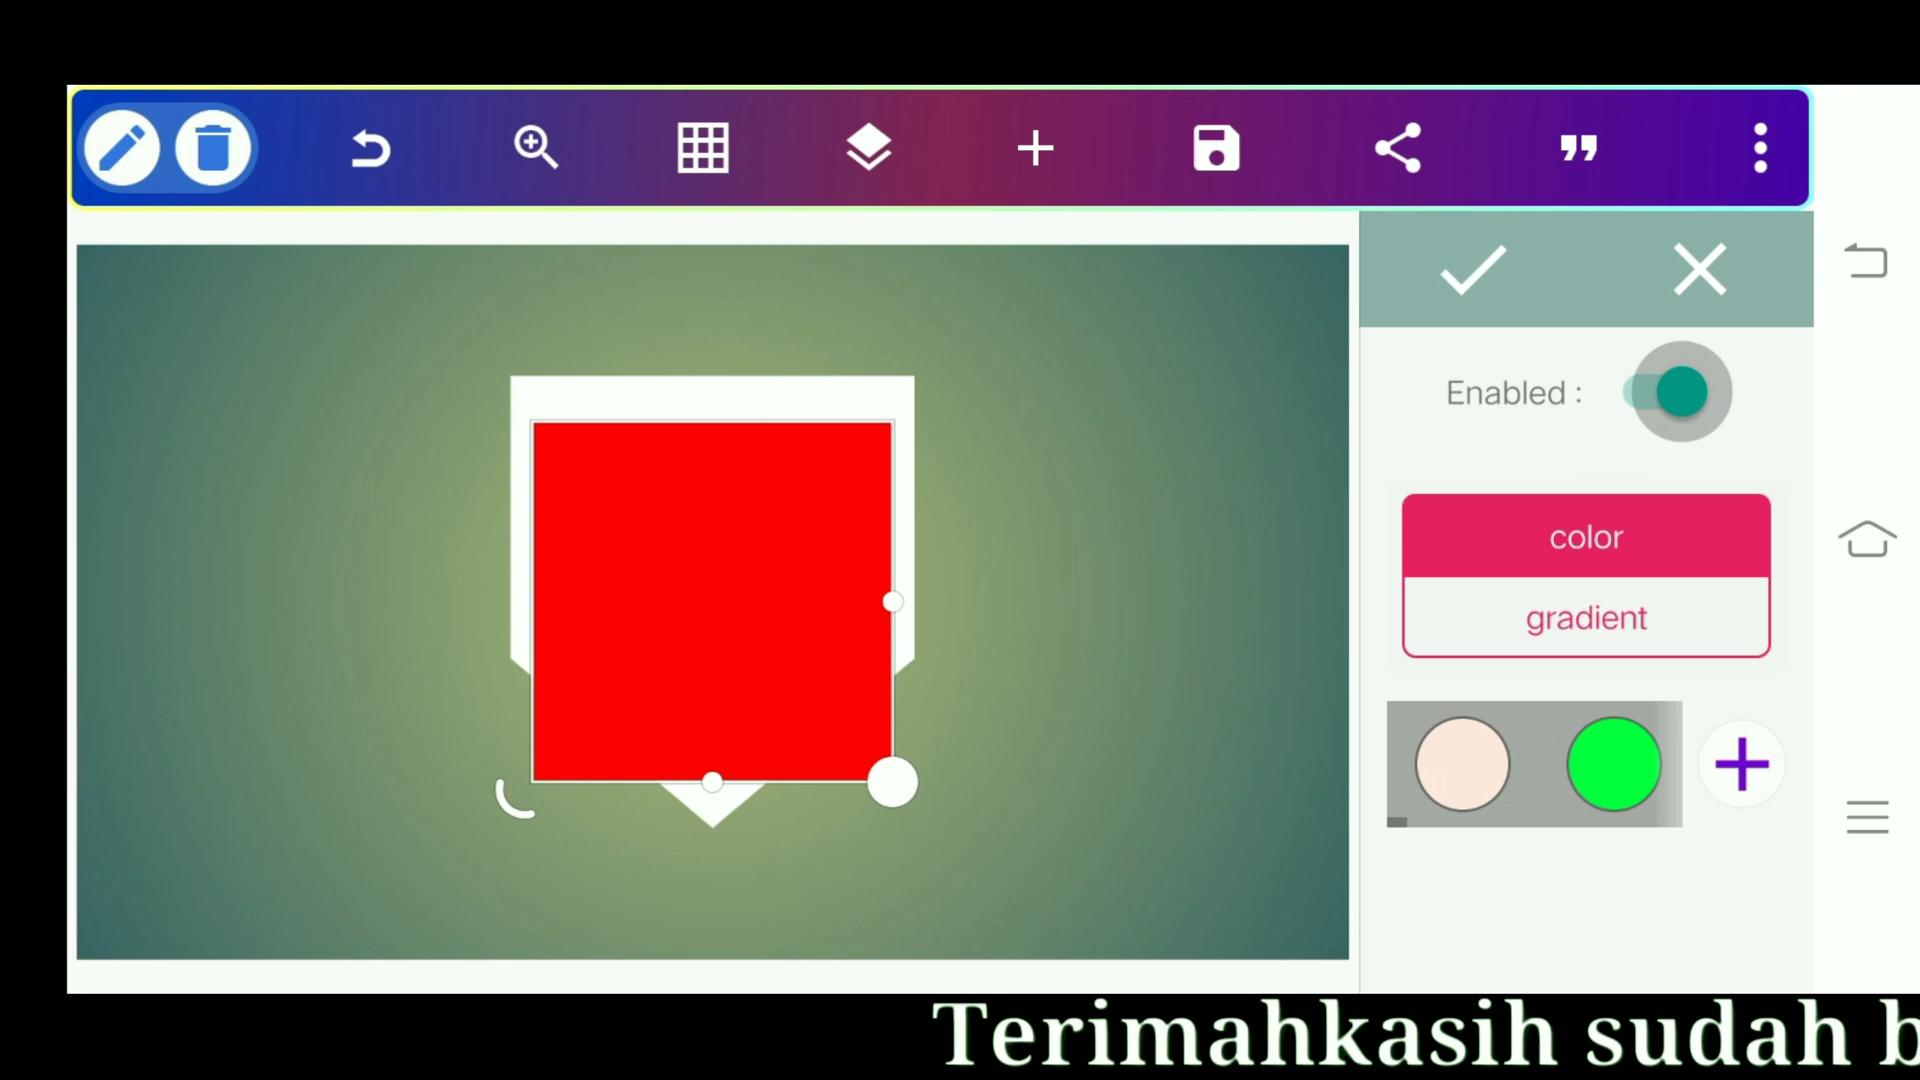 Enabled :
color
gradient
Terimahkasih sudah